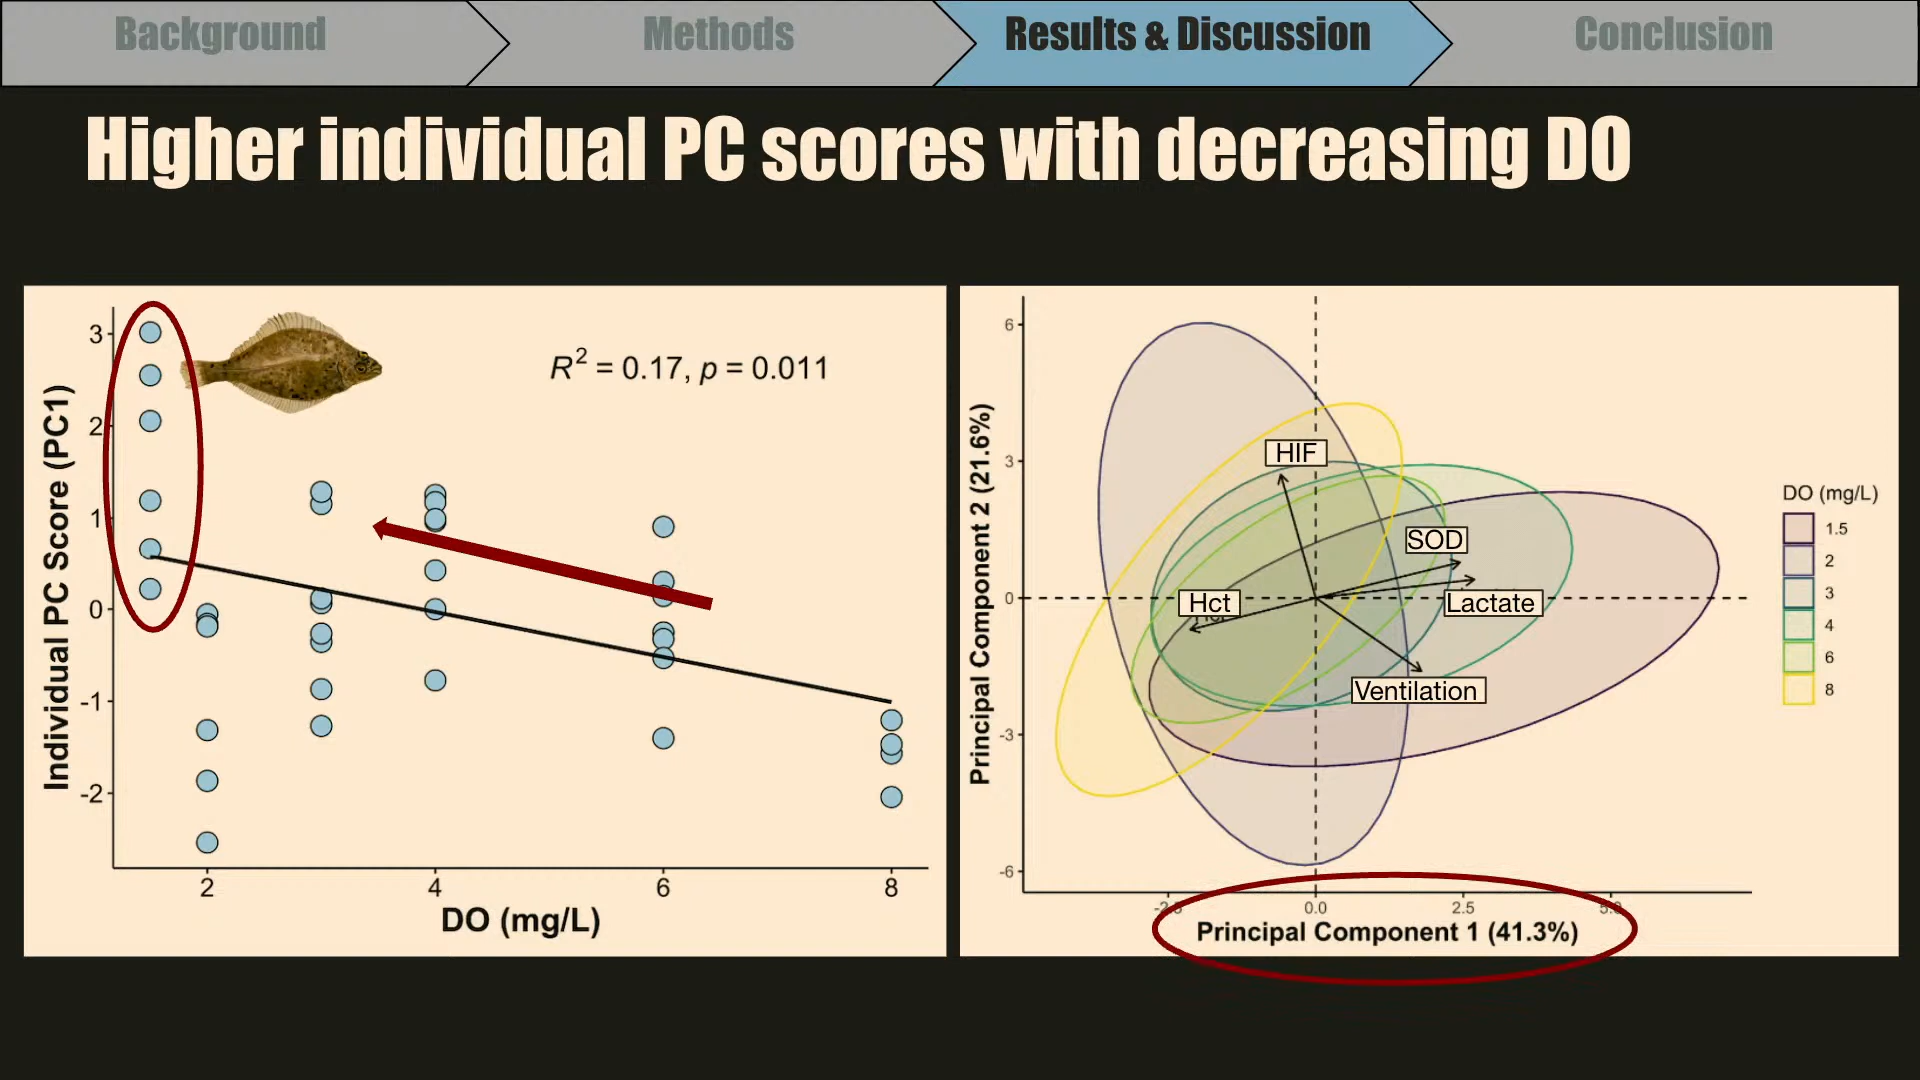 Background
Methods
Results & Discussion
Conclusion
Higher individual PC scores with decreasing DO
Individual PC Score (PC1)
3
2
1
0
-1
-2
R² = 0.17, p = 0.011
2
4
6
8
DO (mg/L)
Principal Component 2 (21.6%)
6
3
0
-3
-6
HIF
SOD
Hct
Lactate
Ventilation
0.0
2.5
Principal Component 1 (41.3%)
DO (mg/L)
1.5
2
3
4
6
8